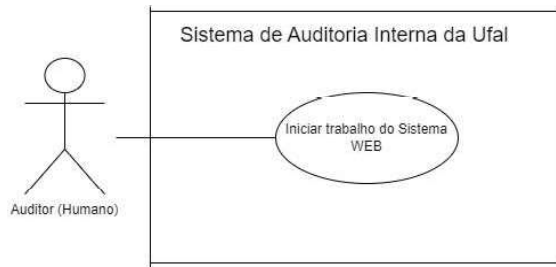 Sistema de Auditoria Interna da Ufal
Iniciar trabalho do Sistema
WEB
Auditor (Humano)